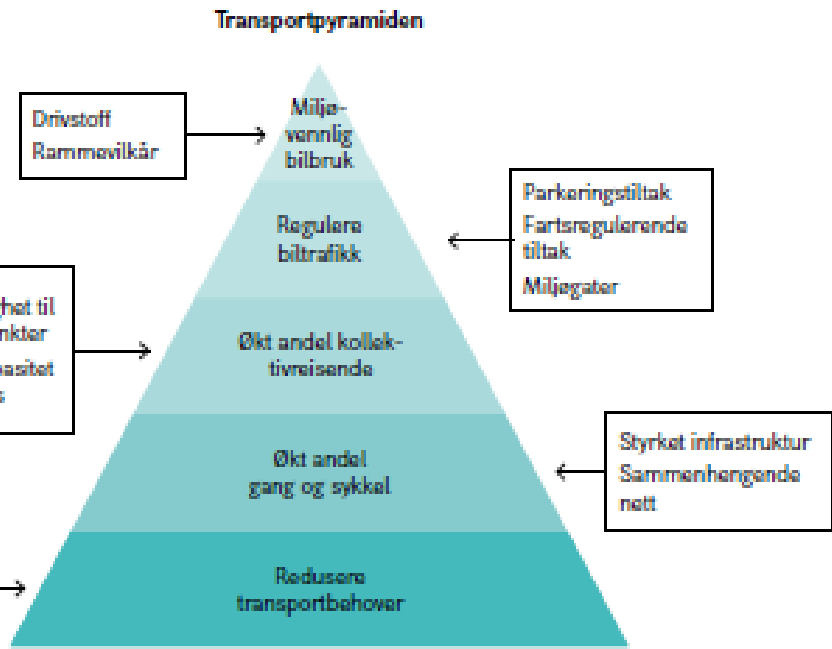 Transportpyramiden
Drivstoff
Rammevilkår
Miljø-
vennlig
bilbruk
Regulere
biltrafikk
Parkeringstiltak
Fartsregulerende
tiltak
Miljøgater
Økt andel kollek-
tivreisende
Økt andel
gang og sykkel
Styrket infrastruktur
Sammenhengende
nett
Redusere
transportbehover